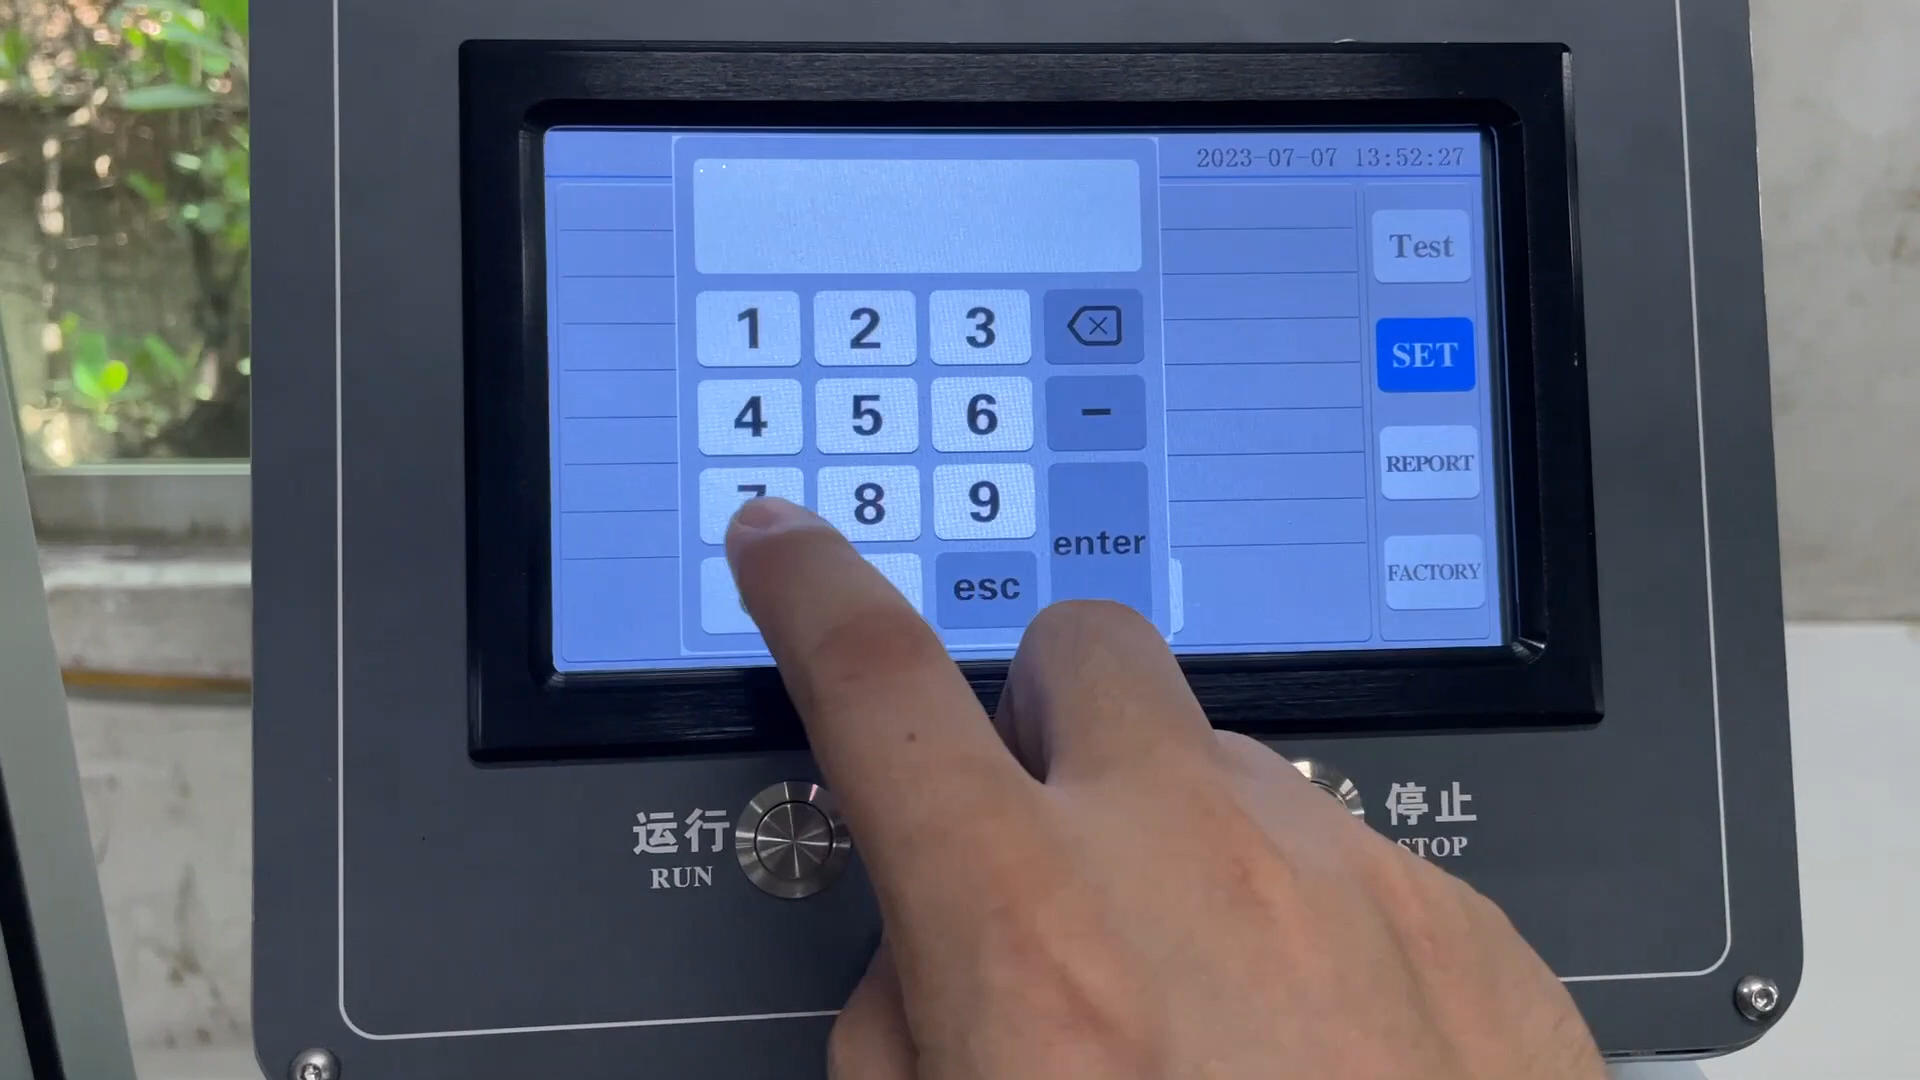 2023-07-07 13:52:27
1 2 3
4 5 6 −
7 8 9
enter
esc
Test
SET
REPORT
FACTORY
运行
RUN
停止
STOP